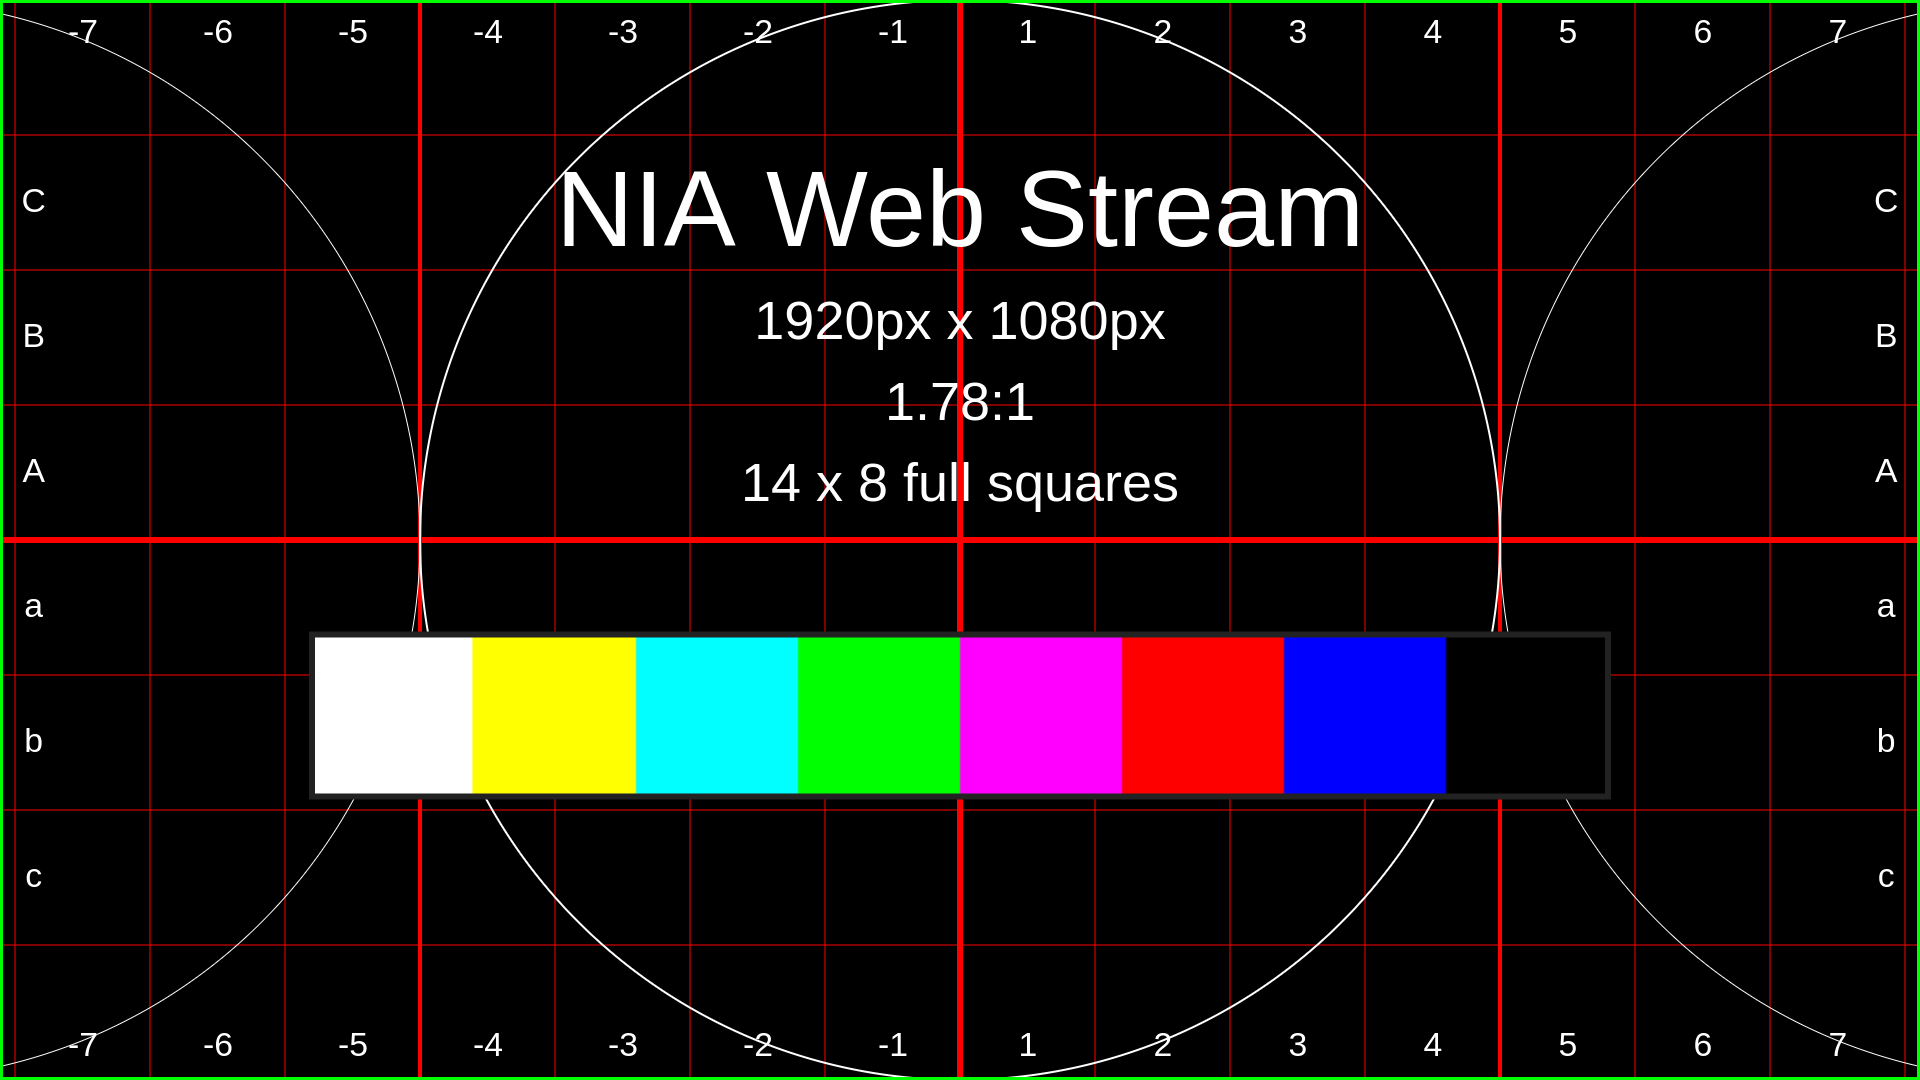 -7 -6 -5 -4 -3 -2 -1 1 2 3 4 5 6 7
C NIA Web Stream C
1920px x 1080px
B B
1.78:1
A A
14 x 8 full squares
a a
b b
c c
-7 -6 -5 -4 -3 -2 -1 1 2 3 4 5 6 7